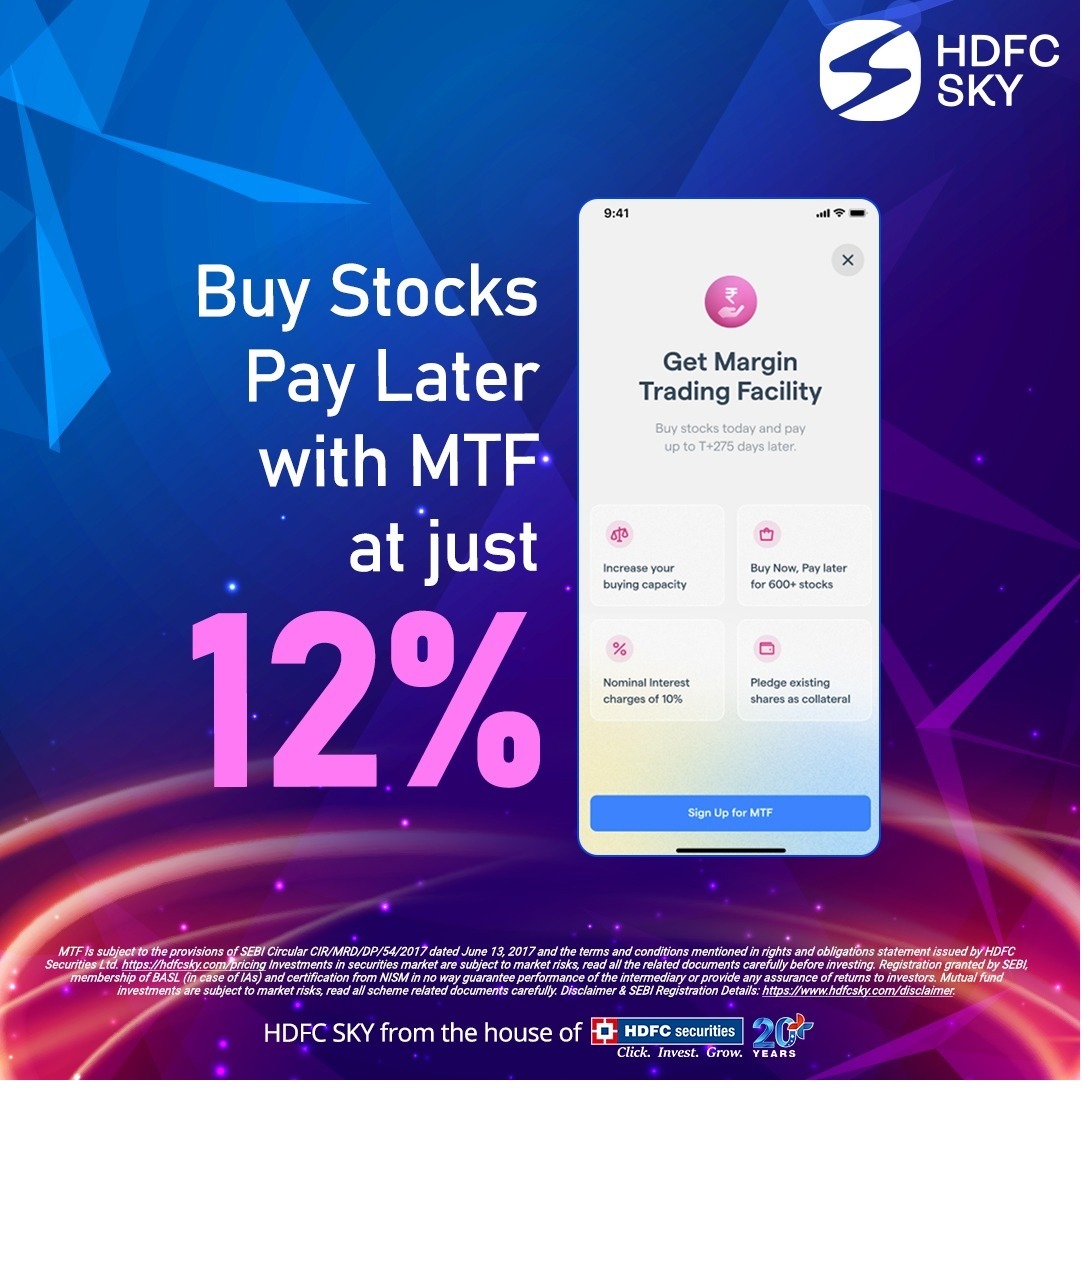 HDFC
SKY
Buy Stocks
Pay Later
with MTF
at just
12%
9:41
Get Margin
Trading Facility
Buy stocks today and pay
up to T+275 days later.
Increase your
buying capacity
Buy Now, Pay later
for 600+ stocks
Nominal Interest
charges of 10%
Pledge existing
shares as collateral
Sign Up for MTF
MTF is subject to the provisions of SEBI Circular CIR/MRD/DP/54/2017 dated June 13, 2017 and the terms and conditions mentioned in rights and obligations statement issued by HDFC
Securities Ltd. https://hdfcsky.com/pricing Investments in securities market are subject to market risks, read all the related documents carefully before investing. Registration granted by SEBI,
membership of BASL (in case of IAs) and certification from NISM in no way guarantee performance of the intermediary or provide any assurance of returns to investors. Mutual fund
investments are subject to market risks, read all scheme related documents carefully. Disclaimer & SEBI Registration Details: https://www.hdfcsky.com/disclaimer.
HDFC SKY from the house of HDFC securities 20+
Click. Invest. Grow. YEARS